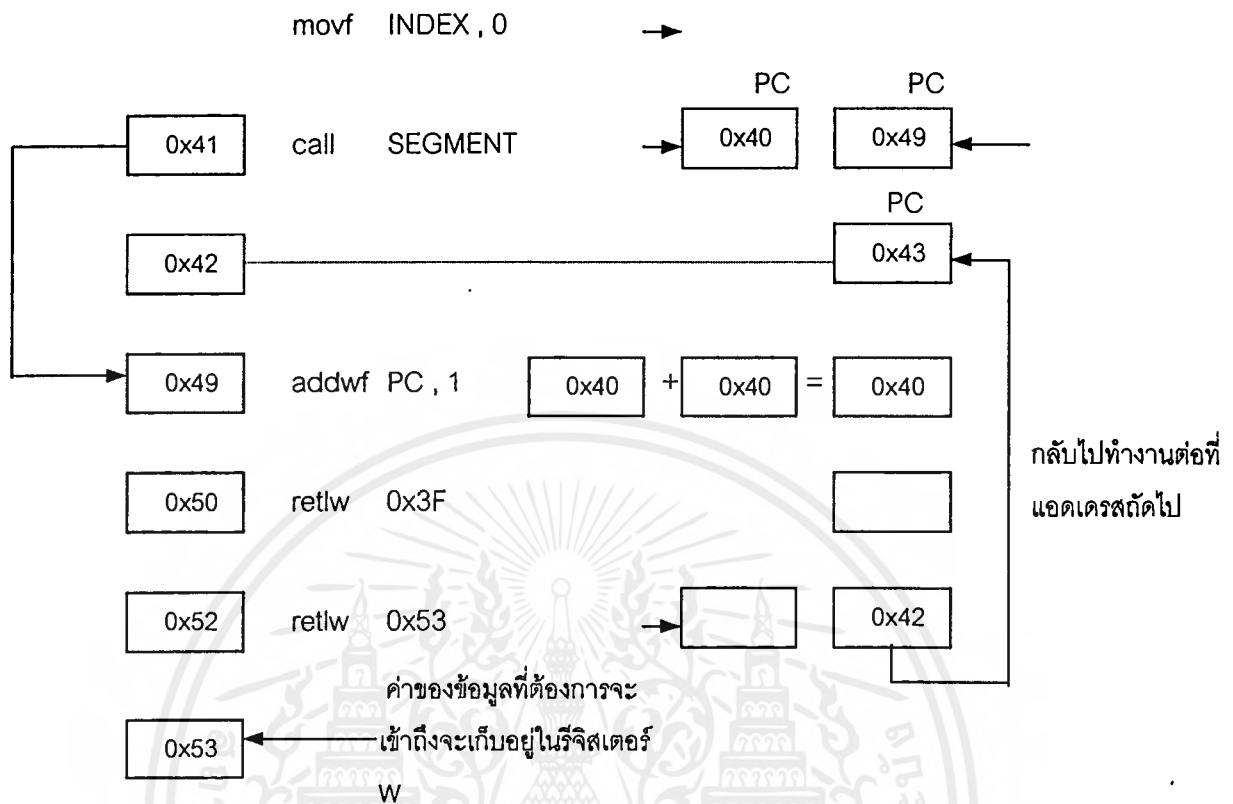 movf INDEX , 0
PC PC
0x41 call SEGMENT 0x40 0x49
PC
0x42 0x43
0x49 addwf PC , 1 0x40 + 0x40 = 0x40
กลับไปทำงานต่อที่
แอดเดรสถัดไป
0x50 retlw 0x3F
0x52 retlw 0x53 0x42
ค่าของข้อมูลที่ต้องการจะ
เข้าถึงจะเก็บอยู่ในรีจิสเตอร์
W
0x53